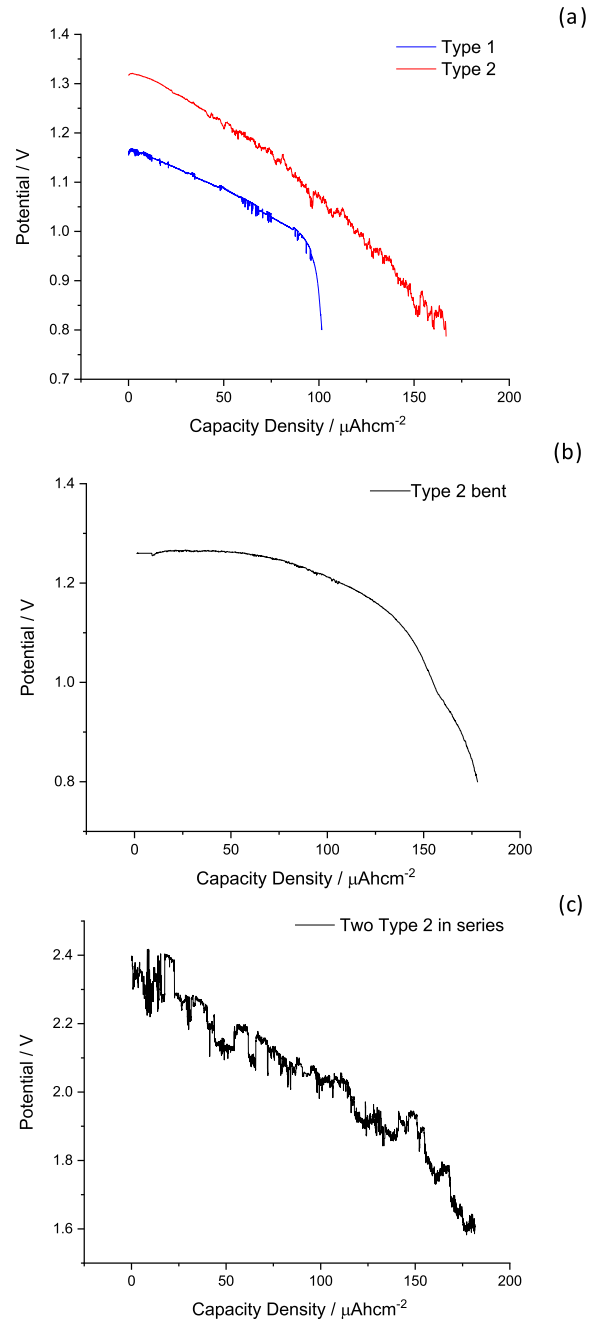 (a)
Type 1
Type 2
1.4
1.3
1.2
1.1
1.0
0.9
0.8
0.7
Potential / V
0
50
100
150
200
Capacity Density / μAhcm-2
(b)
Type 2 bent
1.4
1.2
1.0
0.8
Potential / V
0
50
100
150
200
Capacity Density / μAhcm-2
(c)
Two Type 2 in series
2.4
2.2
2.0
1.8
1.6
Potential / V
0
50
100
150
200
Capacity Density / μAhcm-2